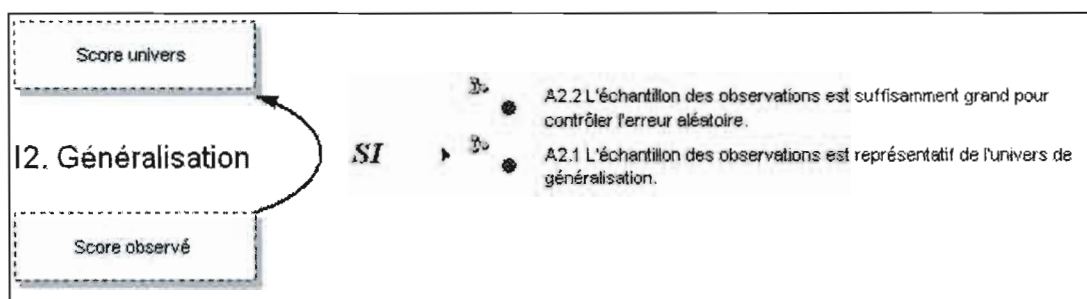 Score univers
A2.2 L'échantillon des observations est suffisamment grand pour
contrôler l'erreur aléatoire.
I2. Généralisation
SI
A2.1 L'échantillon des observations est représentatif de l'univers de
généralisation.
Score observé